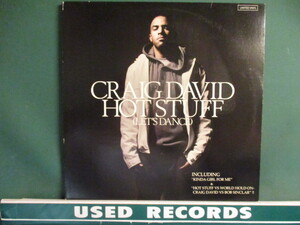 CRAIG DAVID
HOT STUFF
(LET'S DANCE)
INCLUDING
"KINDA GIRL FOR ME"
"HOT STUFF VS WORLD HOLD ON-
CRAIG DAVID VS BOB SINCLAR"
USED RECORDS